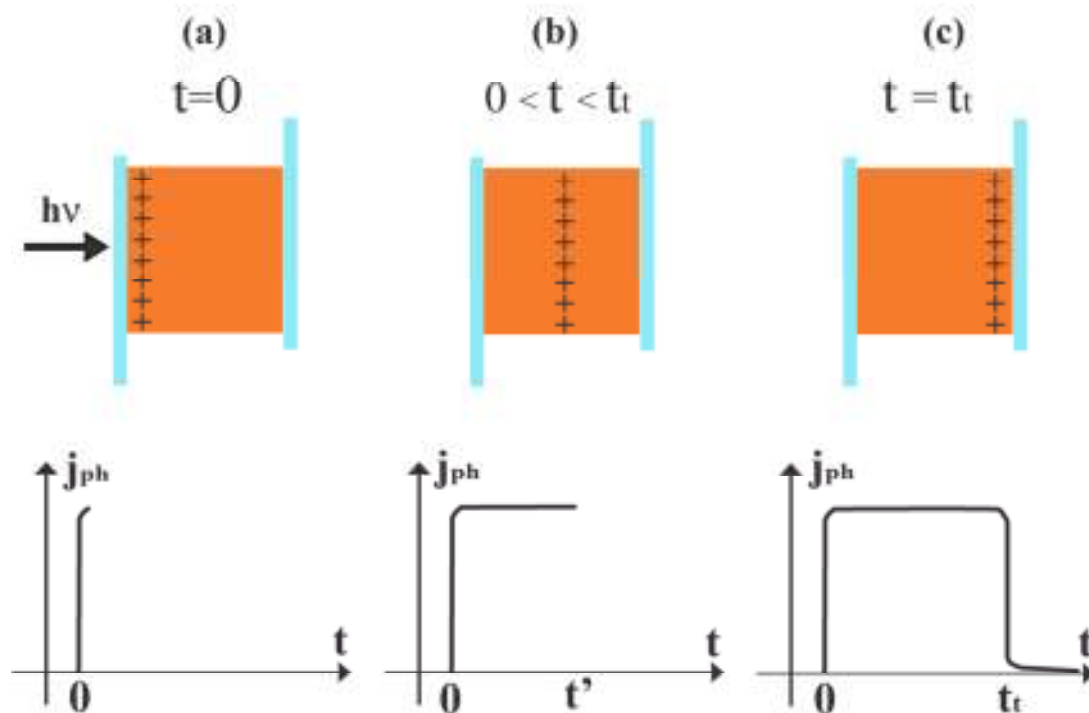 (a) (b) (c)
t=0 0 < t < tₜ t = tₜ
hν
jph jph jph
t t t
0 0 t' 0 tₜ